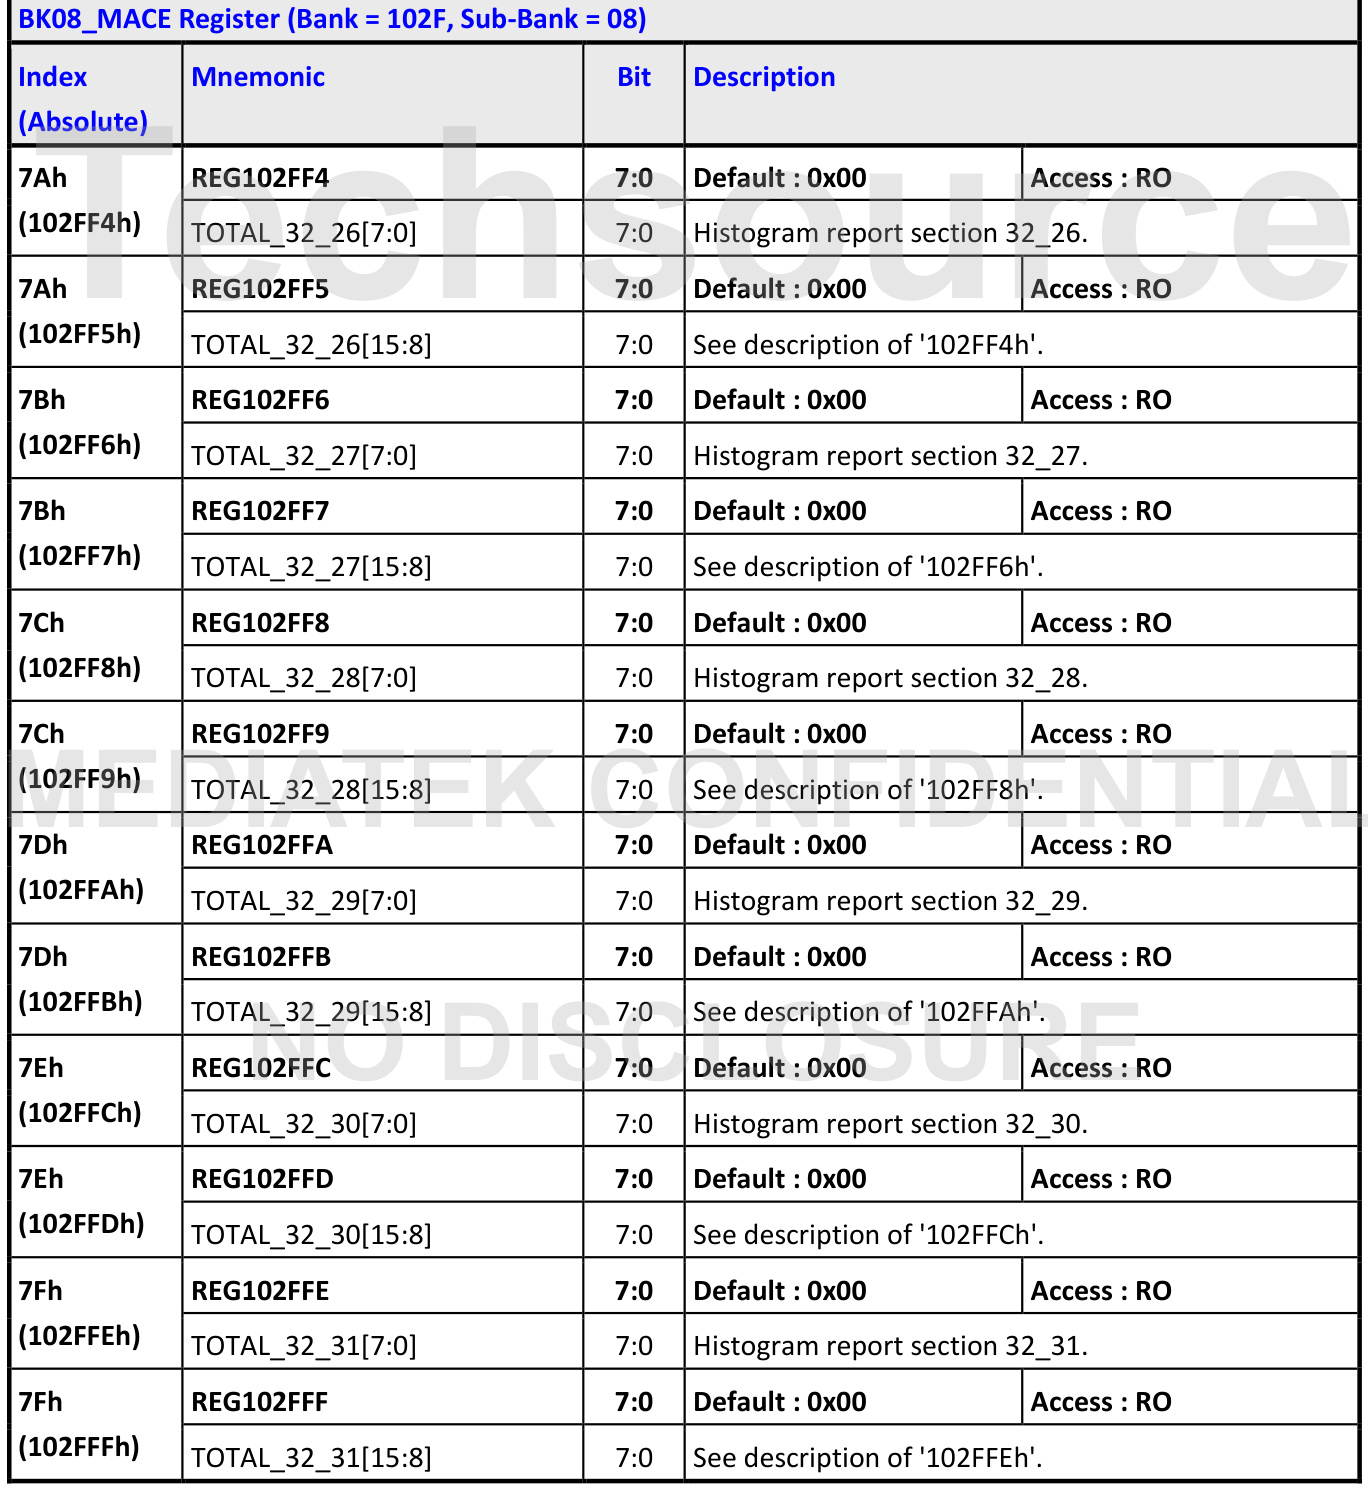 BK08_MACE Register (Bank = 102F, Sub-Bank = 08)
Index (Absolute) Mnemonic Bit Description
7Ah (102FF4h) REG102FF4 7:0 Default : 0x00 Access : RO
TOTAL_32_26[7:0] 7:0 Histogram report section 32_26.
7Ah (102FF5h) REG102FF5 7:0 Default : 0x00 Access : RO
TOTAL_32_26[15:8] 7:0 See description of '102FF4h'.
7Bh (102FF6h) REG102FF6 7:0 Default : 0x00 Access : RO
TOTAL_32_27[7:0] 7:0 Histogram report section 32_27.
7Bh (102FF7h) REG102FF7 7:0 Default : 0x00 Access : RO
TOTAL_32_27[15:8] 7:0 See description of '102FF6h'.
7Ch (102FF8h) REG102FF8 7:0 Default : 0x00 Access : RO
TOTAL_32_28[7:0] 7:0 Histogram report section 32_28.
7Ch (102FF9h) REG102FF9 7:0 Default : 0x00 Access : RO
TOTAL_32_28[15:8] 7:0 See description of '102FF8h'.
7Dh (102FFAh) REG102FFA 7:0 Default : 0x00 Access : RO
TOTAL_32_29[7:0] 7:0 Histogram report section 32_29.
7Dh (102FFBh) REG102FFB 7:0 Default : 0x00 Access : RO
TOTAL_32_29[15:8] 7:0 See description of '102FFAh'.
7Eh (102FFCh) REG102FFC 7:0 Default : 0x00 Access : RO
TOTAL_32_30[7:0] 7:0 Histogram report section 32_30.
7Eh (102FFDh) REG102FFD 7:0 Default : 0x00 Access : RO
TOTAL_32_30[15:8] 7:0 See description of '102FFCh'.
7Fh (102FFEh) REG102FFE 7:0 Default : 0x00 Access : RO
TOTAL_32_31[7:0] 7:0 Histogram report section 32_31.
7Fh (102FFFh) REG102FFF 7:0 Default : 0x00 Access : RO
TOTAL_32_31[15:8] 7:0 See description of '102FFEh'.
Techsource
MEDIATEK CONFIDENTIAL
NO DISCLOSURE